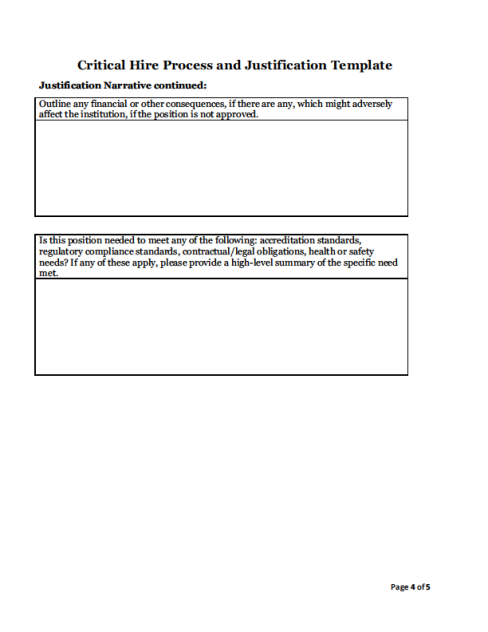 Critical Hire Process and Justification Template
Justification Narrative continued:
Outline any financial or other consequences, if there are any, which might adversely
affect the institution, if the position is not approved.
Is this position needed to meet any of the following: accreditation standards,
regulatory compliance standards, contractual/legal obligations, health or safety
needs? If any of these apply, please provide a high-level summary of the specific need
met.
Page 4 of 5